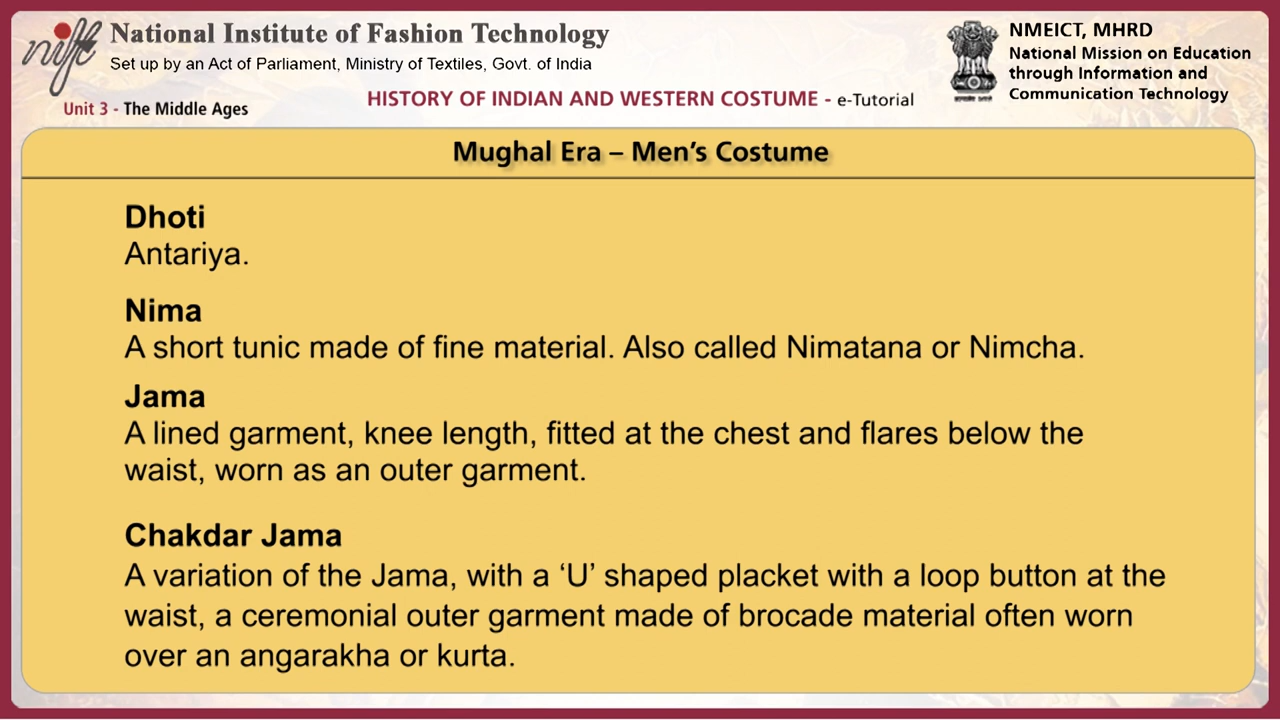 nift
National Institute of Fashion Technology
Set up by an Act of Parliament, Ministry of Textiles, Govt. of India
Unit 3 - The Middle Ages
HISTORY OF INDIAN AND WESTERN COSTUME - e-Tutorial
NMEICT, MHRD
National Mission on Education
through Information and
Communication Technology
Mughal Era – Men's Costume
Dhoti
Antariya.
Nima
A short tunic made of fine material. Also called Nimatana or Nimcha.
Jama
A lined garment, knee length, fitted at the chest and flares below the
waist, worn as an outer garment.
Chakdar Jama
A variation of the Jama, with a ‘U’ shaped placket with a loop button at the
waist, a ceremonial outer garment made of brocade material often worn
over an angarakha or kurta.